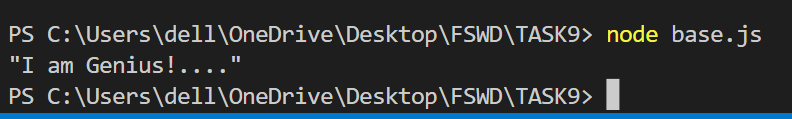 PS C:\Users\dell\OneDrive\Desktop\FSWD\TASK9> node base.js
"I am Genius!...."
PS C:\Users\dell\OneDrive\Desktop\FSWD\TASK9>